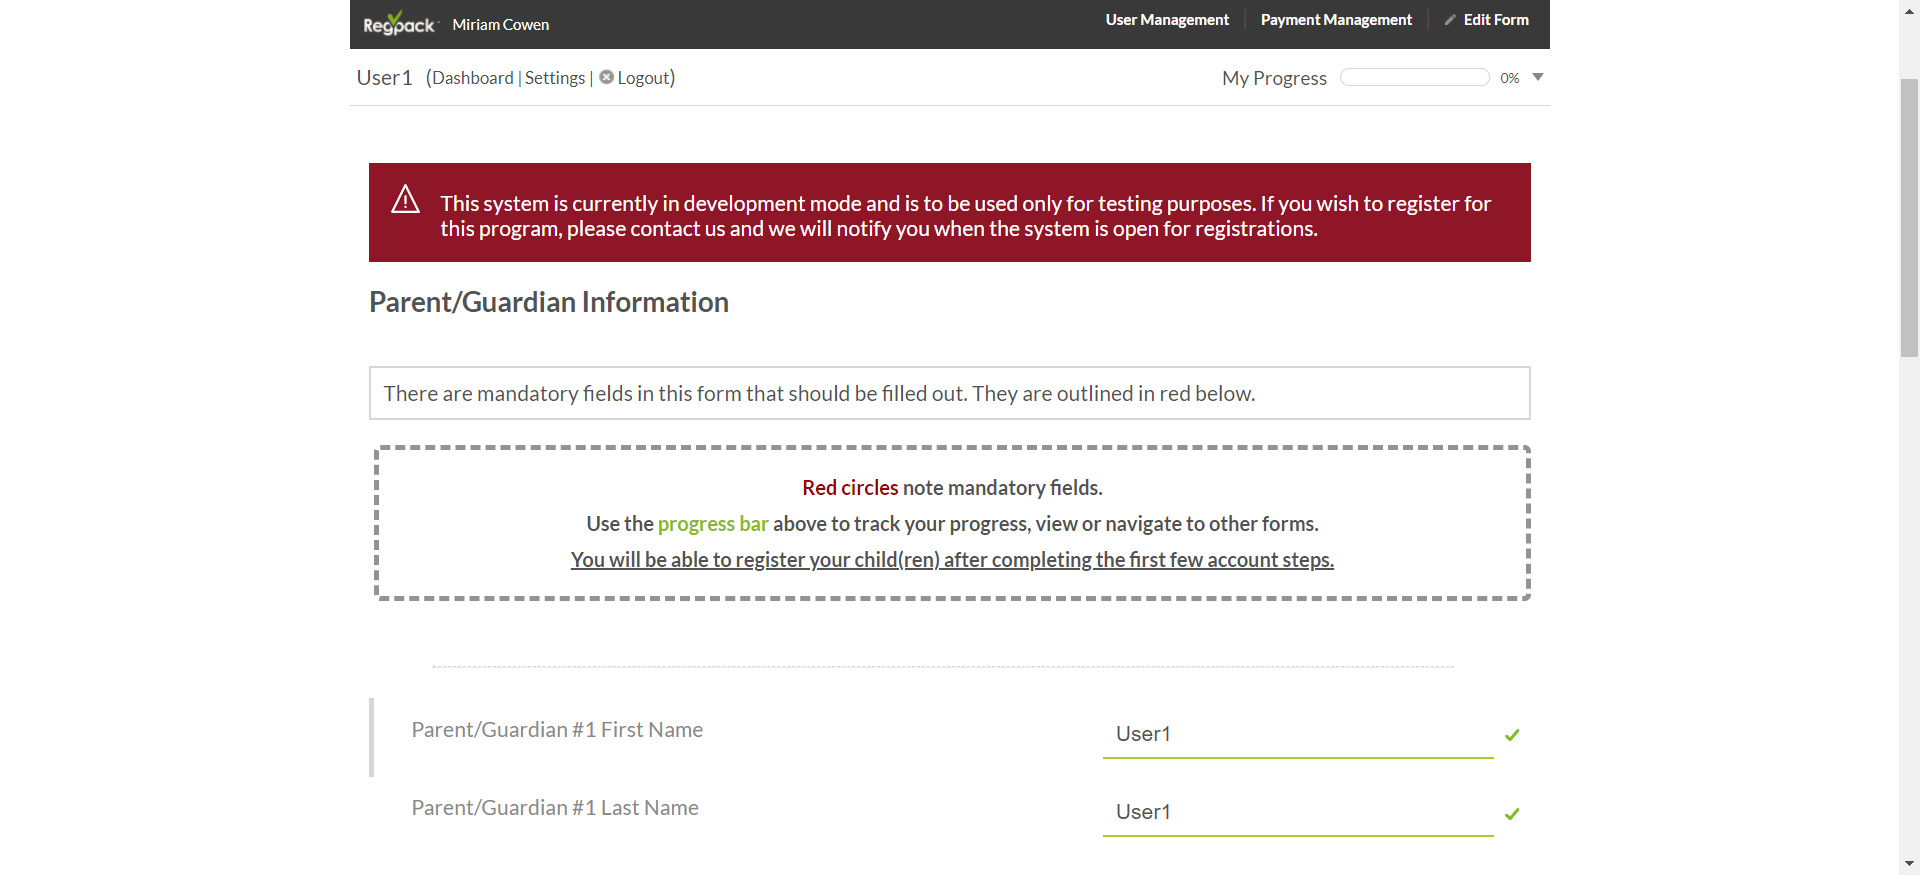 Regpack Miriam Cowen User Management Payment Management Edit Form
User1 (Dashboard | Settings | Logout) My Progress 0%
This system is currently in development mode and is to be used only for testing purposes. If you wish to register for
this program, please contact us and we will notify you when the system is open for registrations.
Parent/Guardian Information
There are mandatory fields in this form that should be filled out. They are outlined in red below.
Red circles note mandatory fields.
Use the progress bar above to track your progress, view or navigate to other forms.
You will be able to register your child(ren) after completing the first few account steps.
Parent/Guardian #1 First Name User1
Parent/Guardian #1 Last Name User1